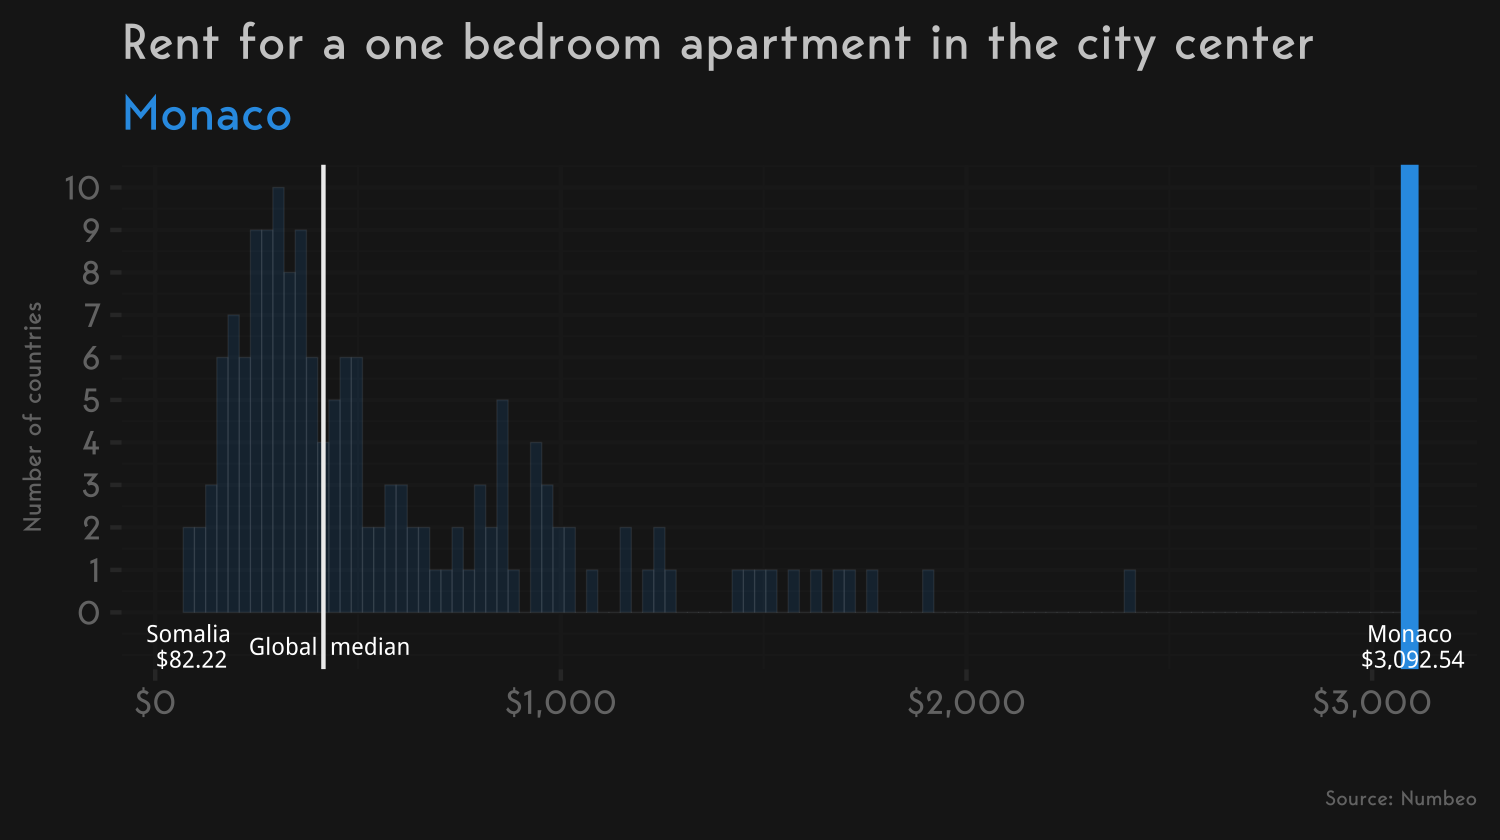 Rent for a one bedroom apartment in the city center
Monaco
Number of countries
10
9
8
7
6
5
4
3
2
1
0
Somalia
$82.22
Global median
Monaco
$3,092.54
$0 $1,000 $2,000 $3,000
Source: Numbeo